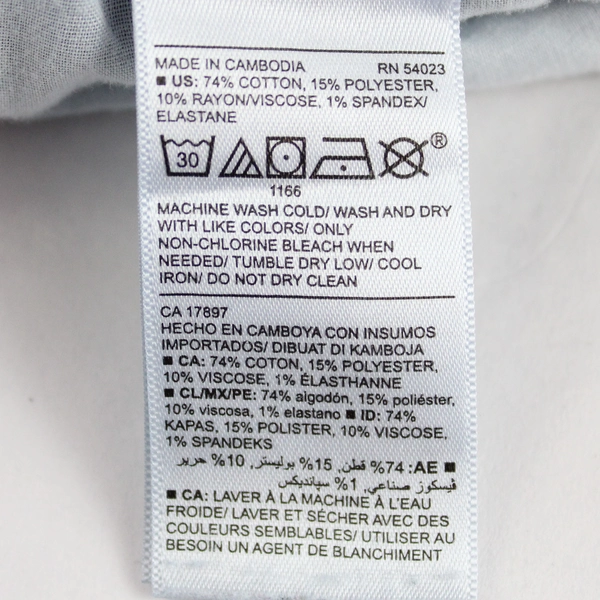 MADE IN CAMBODIA RN 54023
■ US: 74% COTTON, 15% POLYESTER,
10% RAYON/VISCOSE, 1% SPANDEX/
ELASTANE
30 ®
1166
MACHINE WASH COLD/ WASH AND DRY
WITH LIKE COLORS/ ONLY
NON-CHLORINE BLEACH WHEN
NEEDED/ TUMBLE DRY LOW/ COOL
IRON/ DO NOT DRY CLEAN
CA 17897
HECHO EN CAMBOYA CON INSUMOS
IMPORTADOS/ DIBUAT DI KAMBOJA
■ CA: 74% COTON, 15% POLYESTER,
10% VISCOSE, 1% ÉLASTHANNE
■ CL/MX/PE: 74% algodón, 15% poliéster,
10% viscosa, 1% elastano ■ ID: 74%
KAPAS, 15% POLISTER, 10% VISCOSE,
1% SPANDEKS
■ AE: 74% قطن, 15% بوليستر, 10% حرير
فيسكوز صناعي, 1% سپانديكس
■ CA: LAVER À LA MACHINE À L'EAU
FROIDE/ LAVER ET SÉCHER AVEC DES
COULEURS SEMBLABLES/ UTILISER AU
BESOIN UN AGENT DE BLANCHIMENT